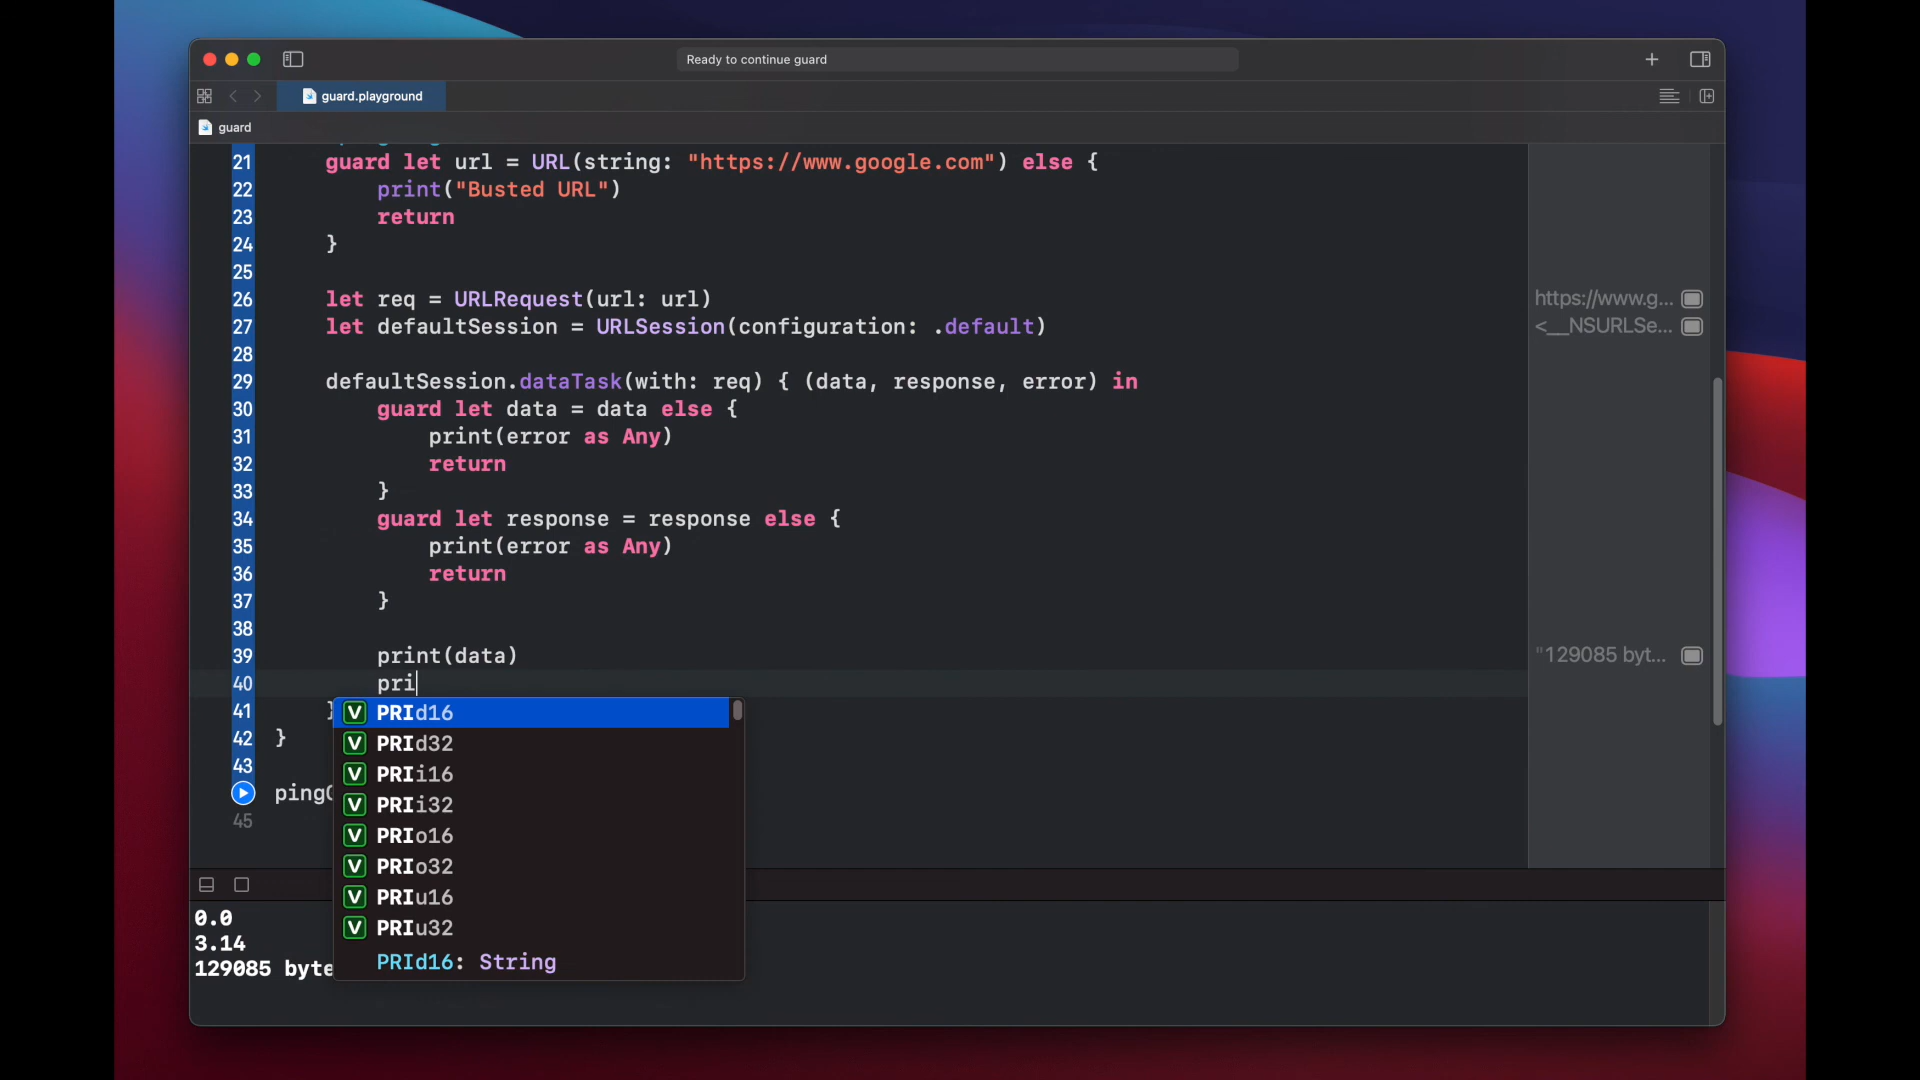 Ready to continue guard
guard.playground
guard
21 guard let url = URL(string: "https://www.google.com") else {
22 print("Busted URL")
23 return
24 }
25
26 let req = URLRequest(url: url)
https://www.g...
27 let defaultSession = URLSession(configuration: .default)
<__NSURLSe...
28
29 defaultSession.dataTask(with: req) { (data, response, error) in
30 guard let data = data else {
31 print(error as Any)
32 return
33 }
34 guard let response = response else {
35 print(error as Any)
36 return
37 }
38
39 print(data)
"129085 byt...
40 pri
41
42 }
43
ping
45
V PRId16
V PRId32
V PRIi16
V PRIi32
V PRIo16
V PRIo32
V PRIu16
V PRIu32
PRId16: String
0.0
3.14
129085 byte